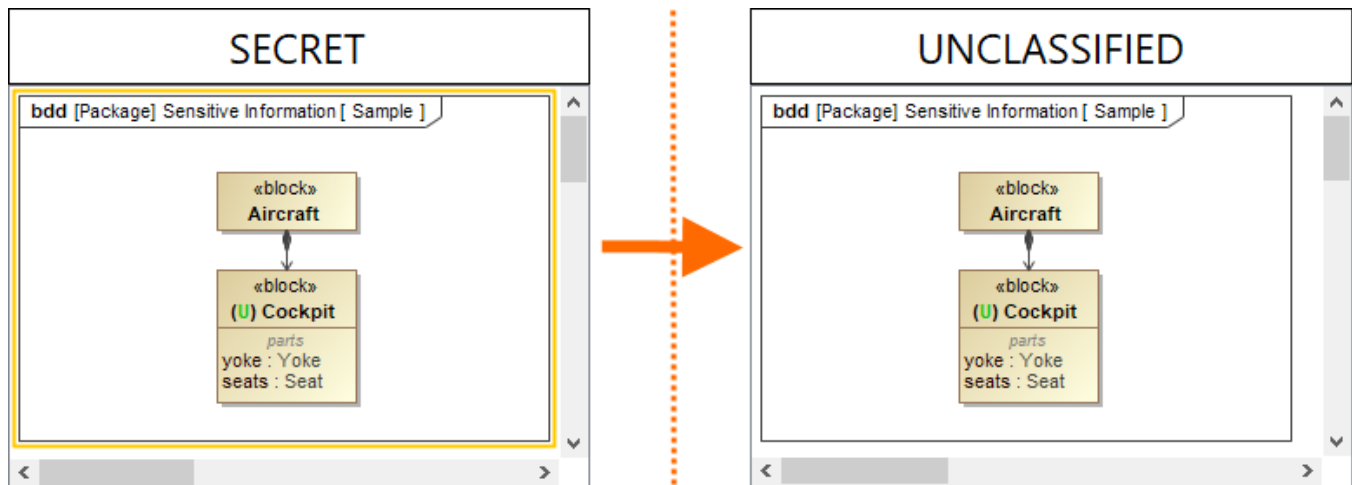 SECRET
bdd [Package] Sensitive Information [ Sample ]
«block»
Aircraft
«block»
(U) Cockpit
parts
yoke : Yoke
seats : Seat
UNCLASSIFIED
bdd [Package] Sensitive Information [ Sample ]
«block»
Aircraft
«block»
(U) Cockpit
parts
yoke : Yoke
seats : Seat